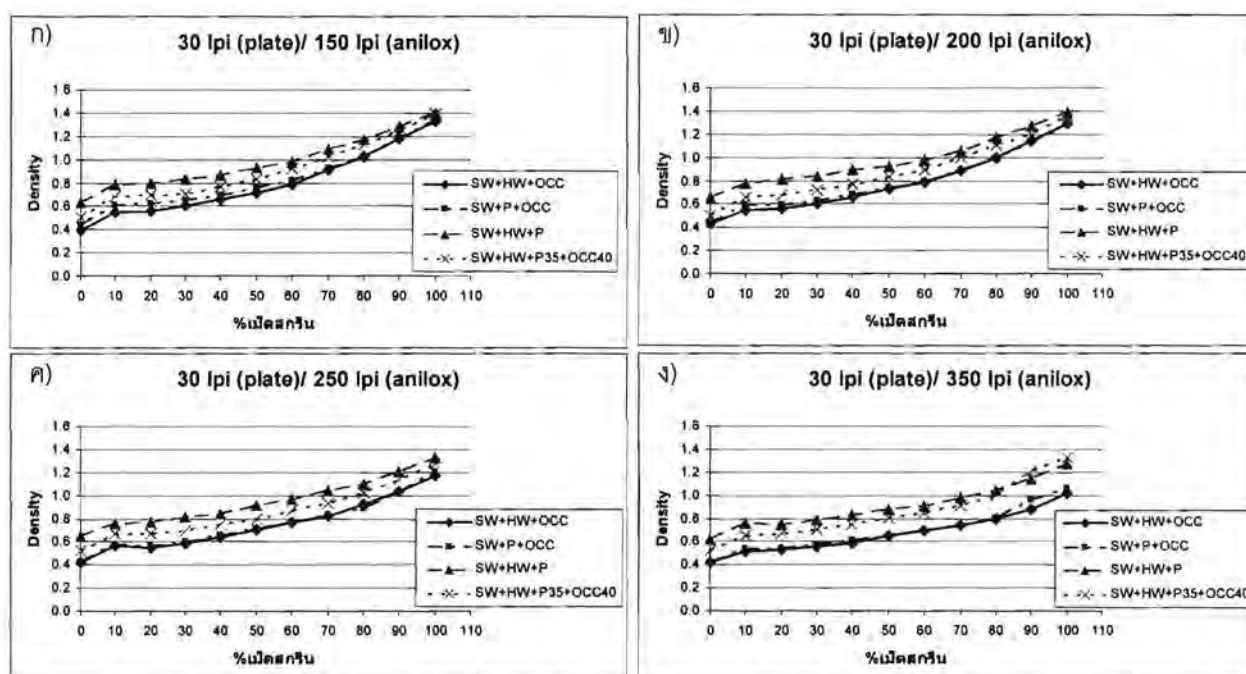 ก)
30 lpi (plate)/ 150 lpi (anilox)
1.6
1.4
1.2
1.0
0.8
0.6
0.4
0.2
0.0
Density
0 10 20 30 40 50 60 70 80 90 100 110
%เม็ดสกรีน
SW+HW+OCC
SW+P+OCC
SW+HW+P
SW+HW+P35+OCC40
ข)
30 lpi (plate)/ 200 lpi (anilox)
1.6
1.4
1.2
1.0
0.8
0.6
0.4
0.2
0.0
Density
0 10 20 30 40 50 60 70 80 90 100 110
%เม็ดสกรีน
SW+HW+OCC
SW+P+OCC
SW+HW+P
SW+HW+P35+OCC40
ค)
30 lpi (plate)/ 250 lpi (anilox)
1.6
1.4
1.2
1.0
0.8
0.6
0.4
0.2
0.0
Density
0 10 20 30 40 50 60 70 80 90 100 110
%เม็ดสกรีน
SW+HW+OCC
SW+P+OCC
SW+HW+P
SW+HW+P35+OCC40
ง)
30 lpi (plate)/ 350 lpi (anilox)
1.6
1.4
1.2
1.0
0.8
0.6
0.4
0.2
0.0
Density
0 10 20 30 40 50 60 70 80 90 100 110
%เม็ดสกรีน
SW+HW+OCC
SW+P+OCC
SW+HW+P
SW+HW+P35+OCC40